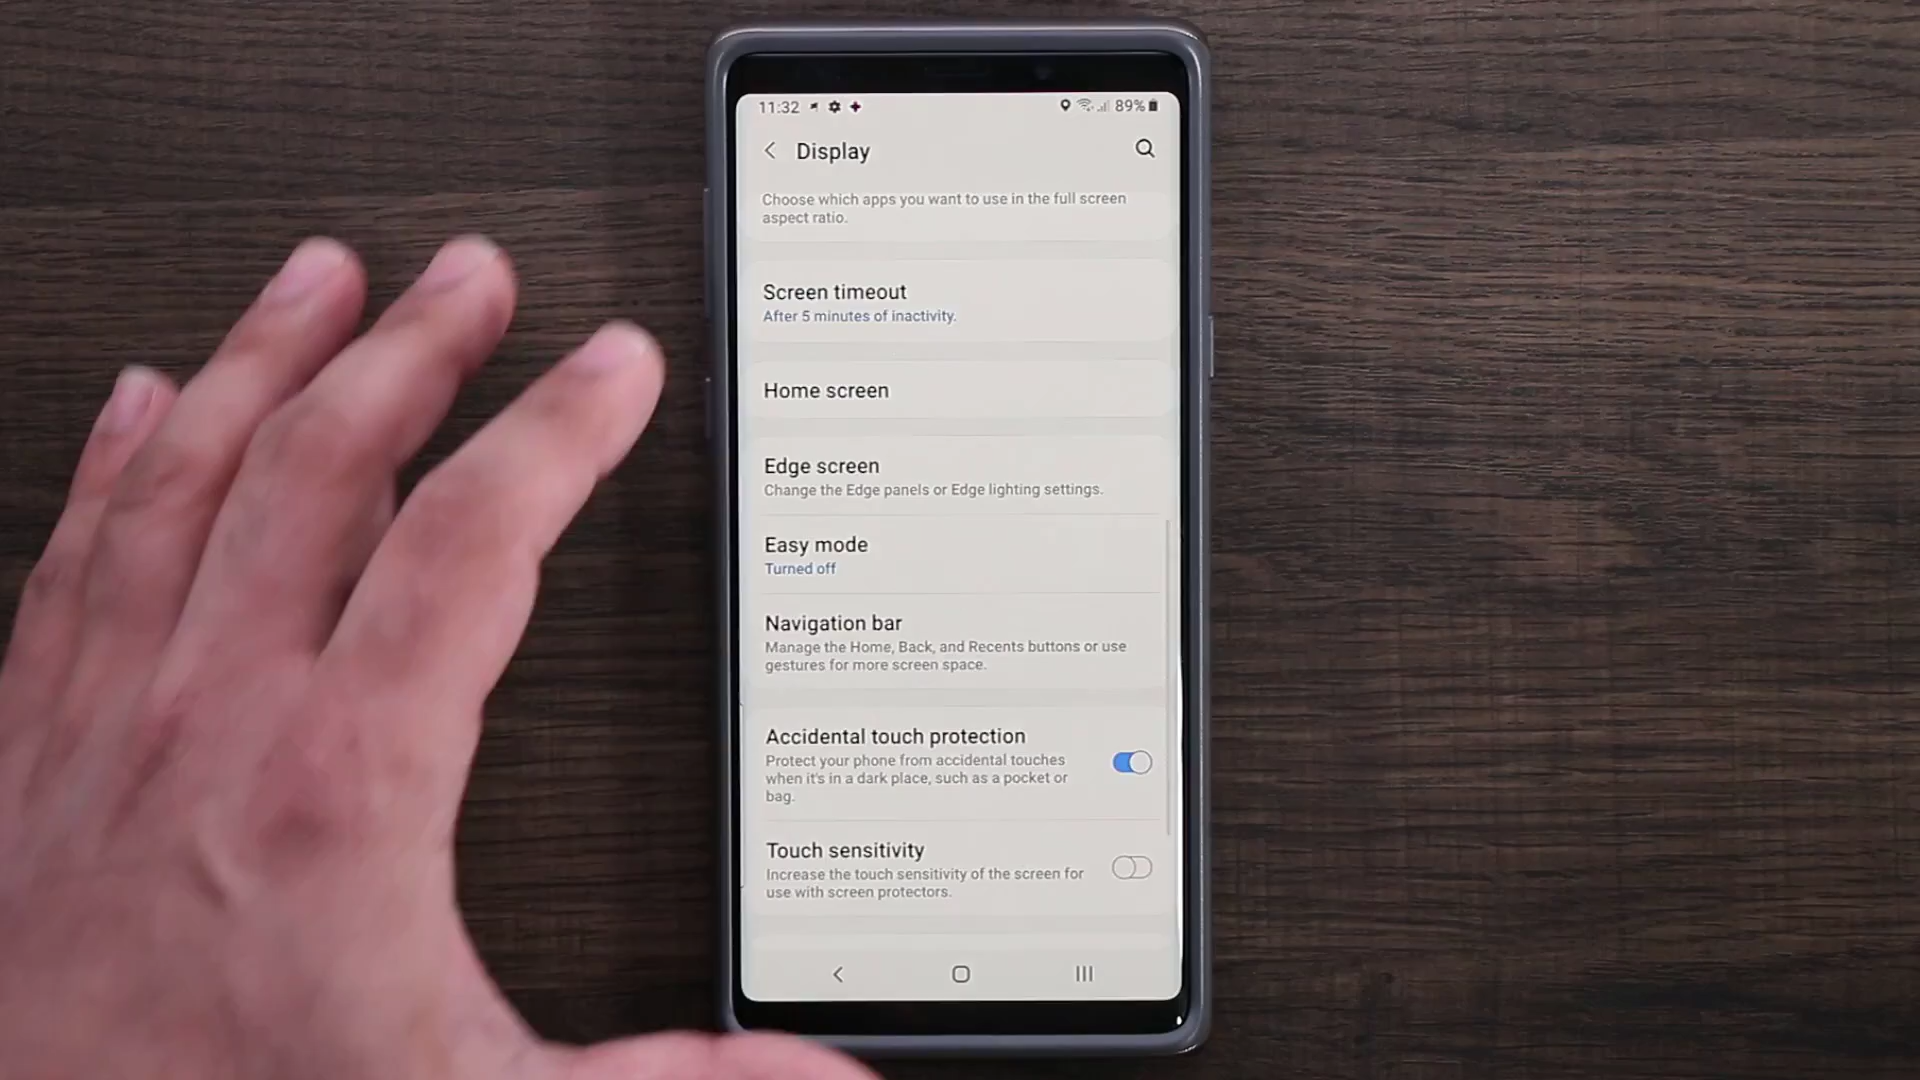 11:32
89%
Display
Choose which apps you want to use in the full screen
aspect ratio.
Screen timeout
After 5 minutes of inactivity.
Home screen
Edge screen
Change the Edge panels or Edge lighting settings.
Easy mode
Turned off
Navigation bar
Manage the Home, Back, and Recents buttons or use
gestures for more screen space.
Accidental touch protection
Protect your phone from accidental touches
when it's in a dark place, such as a pocket or
bag.
Touch sensitivity
Increase the touch sensitivity of the screen for
use with screen protectors.